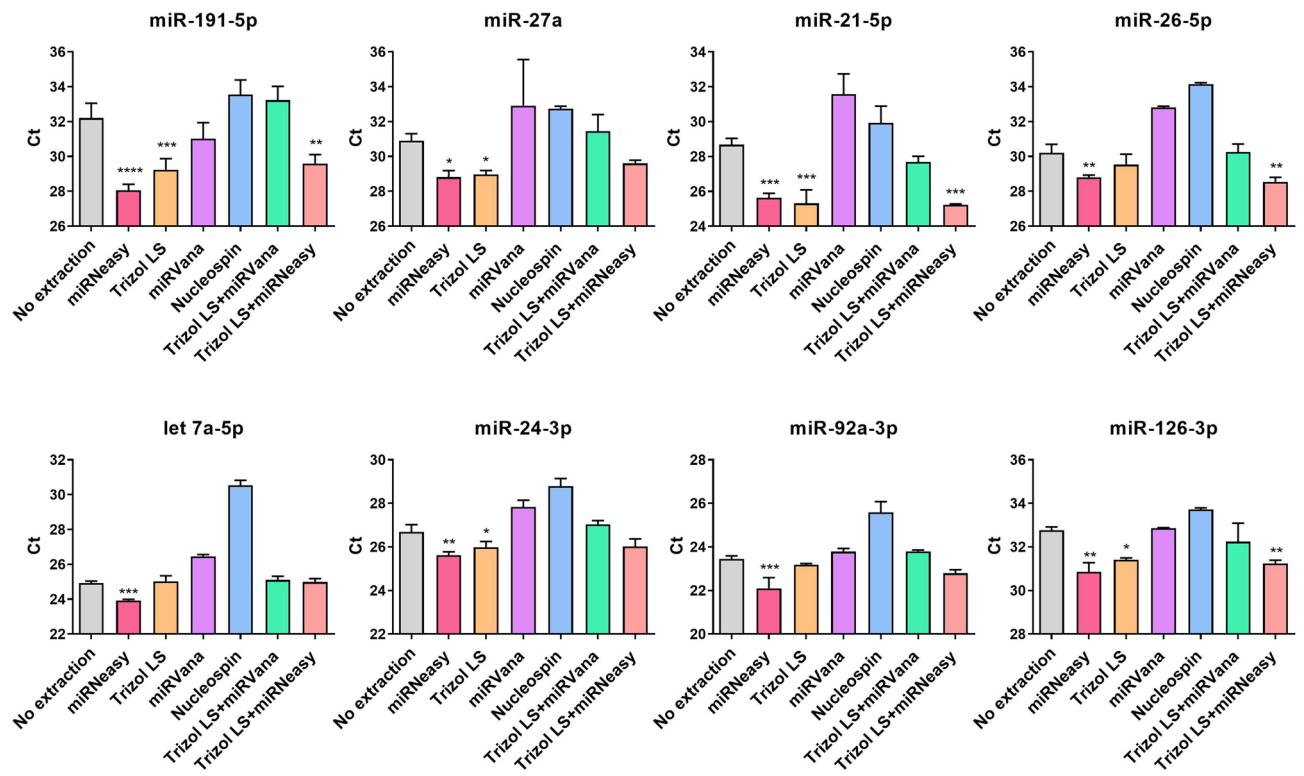 miR-191-5p
Ct
36
34
32
30
28
26
****
***
**
No extraction
miRNeasy
Trizol LS
miRVana
Nucleospin
Trizol LS+miRVana
Trizol LS+miRNeasy
miR-27a
Ct
36
34
32
30
28
26
*
*
No extraction
miRNeasy
Trizol LS
miRVana
Nucleospin
Trizol LS+miRVana
Trizol LS+miRNeasy
miR-21-5p
Ct
34
32
30
28
26
24
***
***
***
No extraction
miRNeasy
Trizol LS
miRVana
Nucleospin
Trizol LS+miRVana
Trizol LS+miRNeasy
miR-26-5p
Ct
36
34
32
30
28
26
**
**
No extraction
miRNeasy
Trizol LS
miRVana
Nucleospin
Trizol LS+miRVana
Trizol LS+miRNeasy
let 7a-5p
Ct
32
30
28
26
24
22
***
No extraction
miRNeasy
Trizol LS
miRVana
Nucleospin
Trizol LS+miRVana
Trizol LS+miRNeasy
miR-24-3p
Ct
30
28
26
24
22
**
*
No extraction
miRNeasy
Trizol LS
miRVana
Nucleospin
Trizol LS+miRVana
Trizol LS+miRNeasy
miR-92a-3p
Ct
28
26
24
22
20
***
No extraction
miRNeasy
Trizol LS
miRVana
Nucleospin
Trizol LS+miRVana
Trizol LS+miRNeasy
miR-126-3p
Ct
36
34
32
30
28
**
*
**
No extraction
miRNeasy
Trizol LS
miRVana
Nucleospin
Trizol LS+miRVana
Trizol LS+miRNeasy